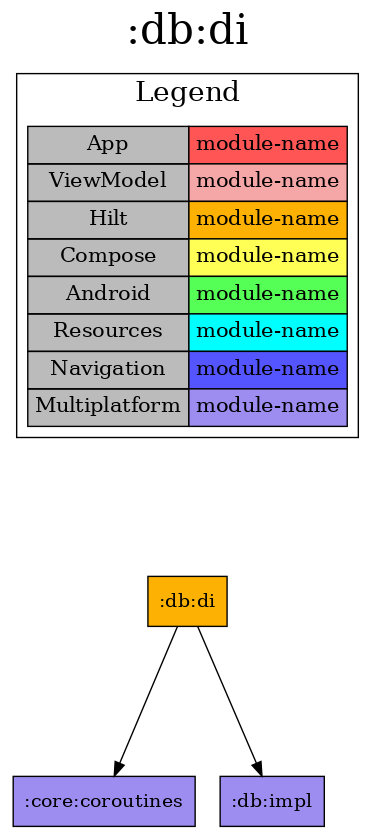 :db:di
Legend
App module-name
ViewModel module-name
Hilt module-name
Compose module-name
Android module-name
Resources module-name
Navigation module-name
Multiplatform module-name
:db:di
:core:coroutines :db:impl